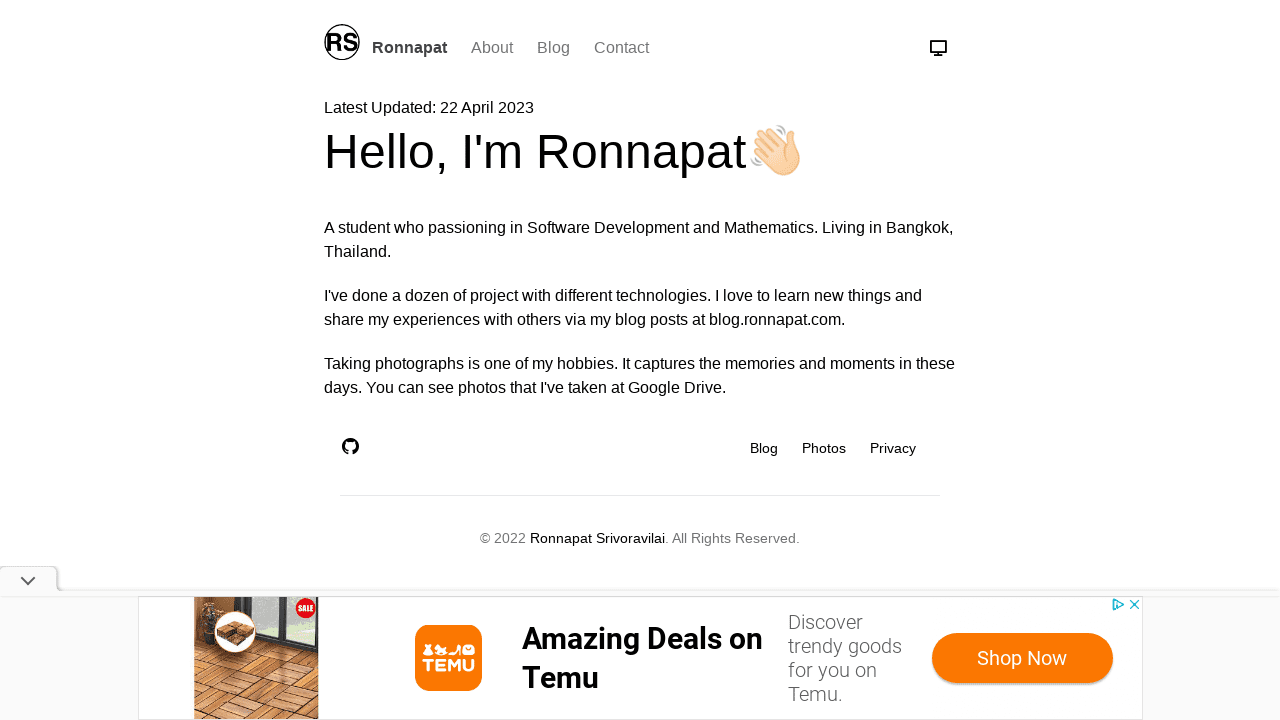 RS
Ronnapat About Blog Contact
Latest Updated: 22 April 2023
Hello, I'm Ronnapat👋🏻
A student who passioning in Software Development and Mathematics. Living in Bangkok,
Thailand.
I've done a dozen of project with different technologies. I love to learn new things and
share my experiences with others via my blog posts at blog.ronnapat.com.
Taking photographs is one of my hobbies. It captures the memories and moments in these
days. You can see photos that I've taken at Google Drive.
Blog Photos Privacy
© 2022 Ronnapat Srivoravilai. All Rights Reserved.
SALE
TEMU
Amazing Deals on
Temu
Discover
trendy goods
for you on
Temu.
Shop Now